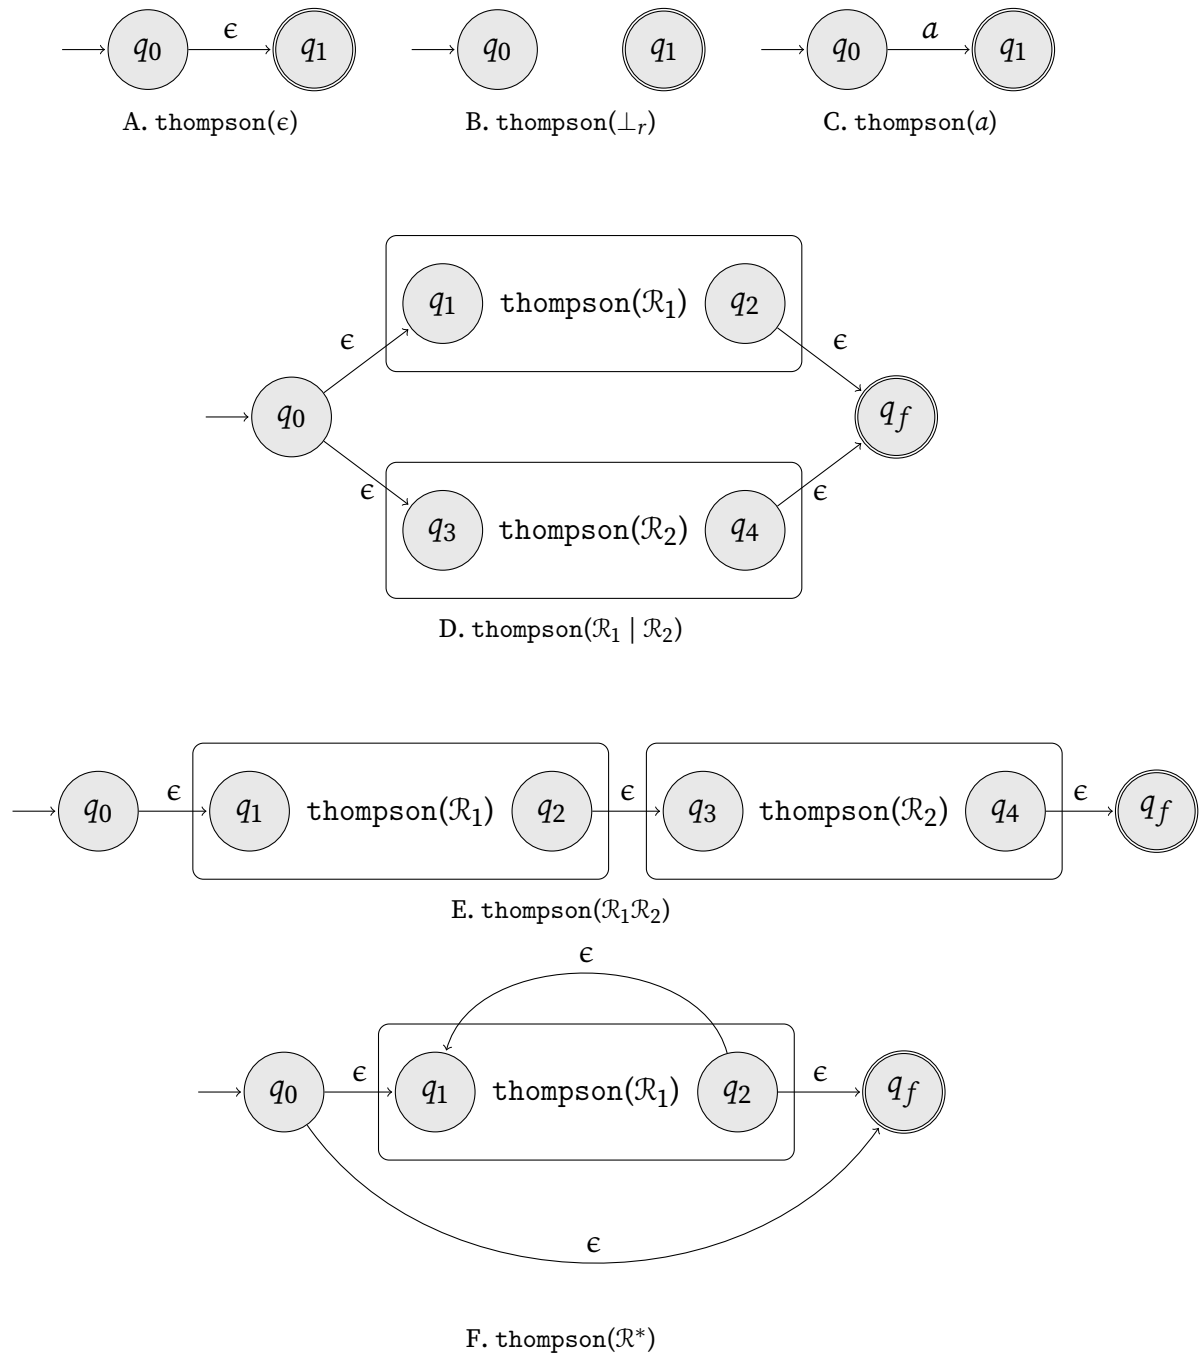 q0 ϵ q1 q0 q1 q0 a q1
A. thompson(ϵ) B. thompson(⊥r) C. thompson(a)
q1 thompson(ℛ1) q2
ϵ ϵ
q0 qf
ϵ ϵ
q3 thompson(ℛ2) q4
D. thompson(ℛ1 | ℛ2)
q0 ϵ q1 thompson(ℛ1) q2 ϵ q3 thompson(ℛ2) q4 ϵ qf
E. thompson(ℛ1ℛ2)
ϵ
q0 ϵ q1 thompson(ℛ1) q2 ϵ qf
ϵ
F. thompson(ℛ*)